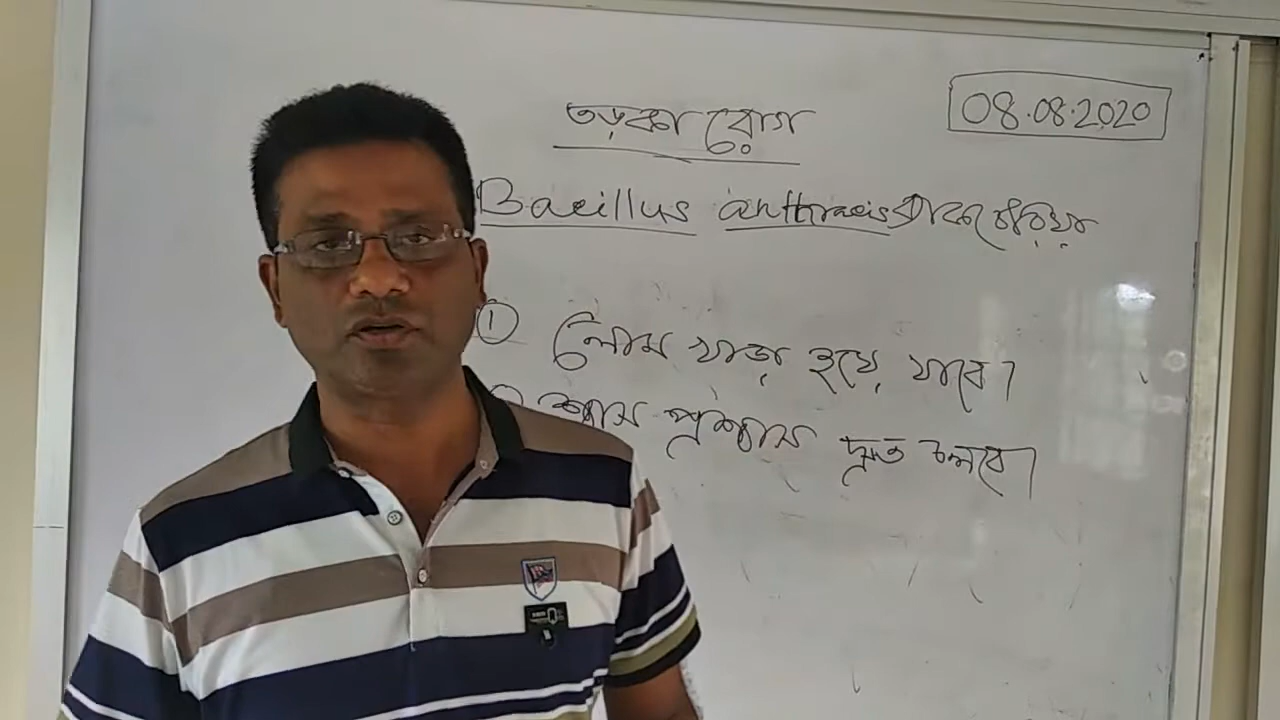 তড়কা রোগ
08.08.2020
Bacillus anthracis ব্যাকটেরিয়া
① লোম খাড়া হয়ে যাবে।
শ্বাস প্রশ্বাস দ্রুত চলবে।